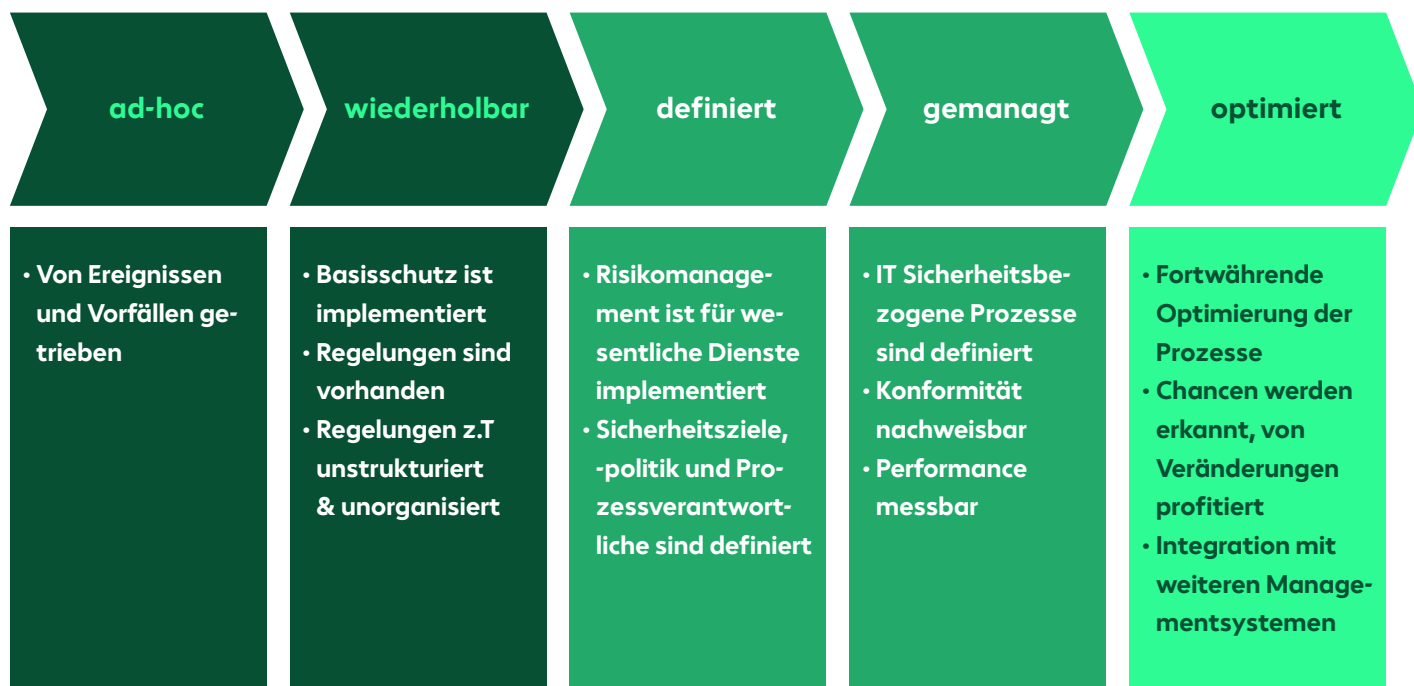 ad-hoc
wiederholbar
definiert
gemanagt
optimiert
• Von Ereignissen
und Vorfällen ge-
trieben
• Basisschutz ist
implementiert
• Regelungen sind
vorhanden
• Regelungen z.T
unstrukturiert
& unorganisiert
• Risikomanage-
ment ist für we-
sentliche Dienste
implementiert
• Sicherheitsziele,
-politik und Pro-
zessverantwort-
liche sind definiert
• IT Sicherheitsbe-
zogene Prozesse
sind definiert
• Konformität
nachweisbar
• Performance
messbar
• Fortwährende
Optimierung der
Prozesse
• Chancen werden
erkannt, von
Veränderungen
profitiert
• Integration mit
weiteren Manage-
mentsystemen